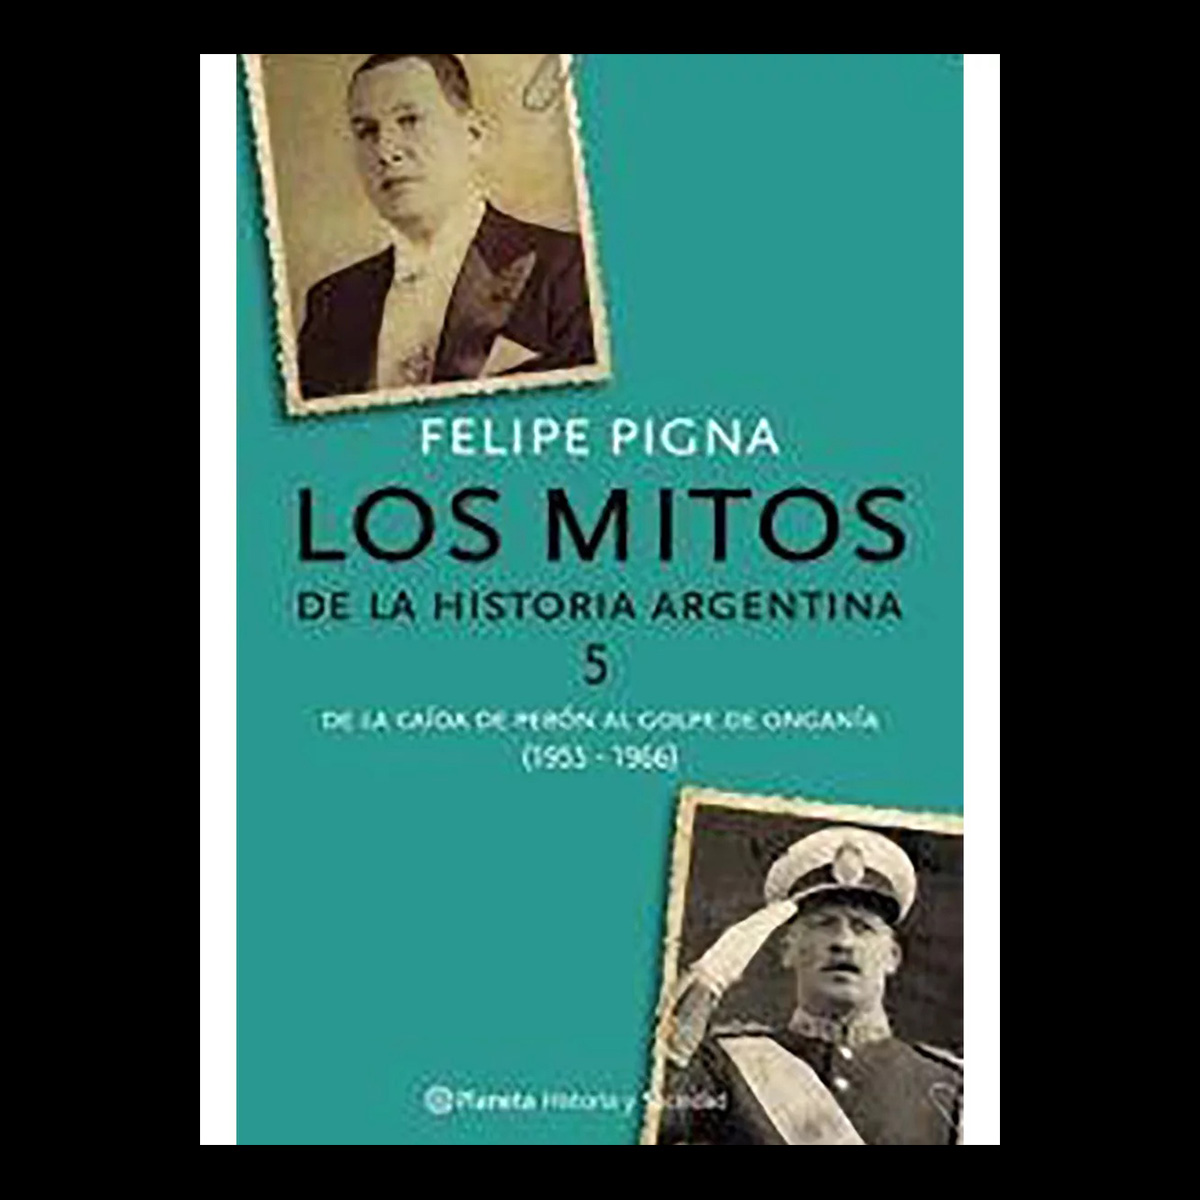 FELIPE PIGNA
LOS MITOS
DE LA HISTORIA ARGENTINA
5
DE LA CAÍDA DE PERÓN AL GOLPE DE ONGANÍA
(1955 - 1966)
Planeta Historia y Sociedad